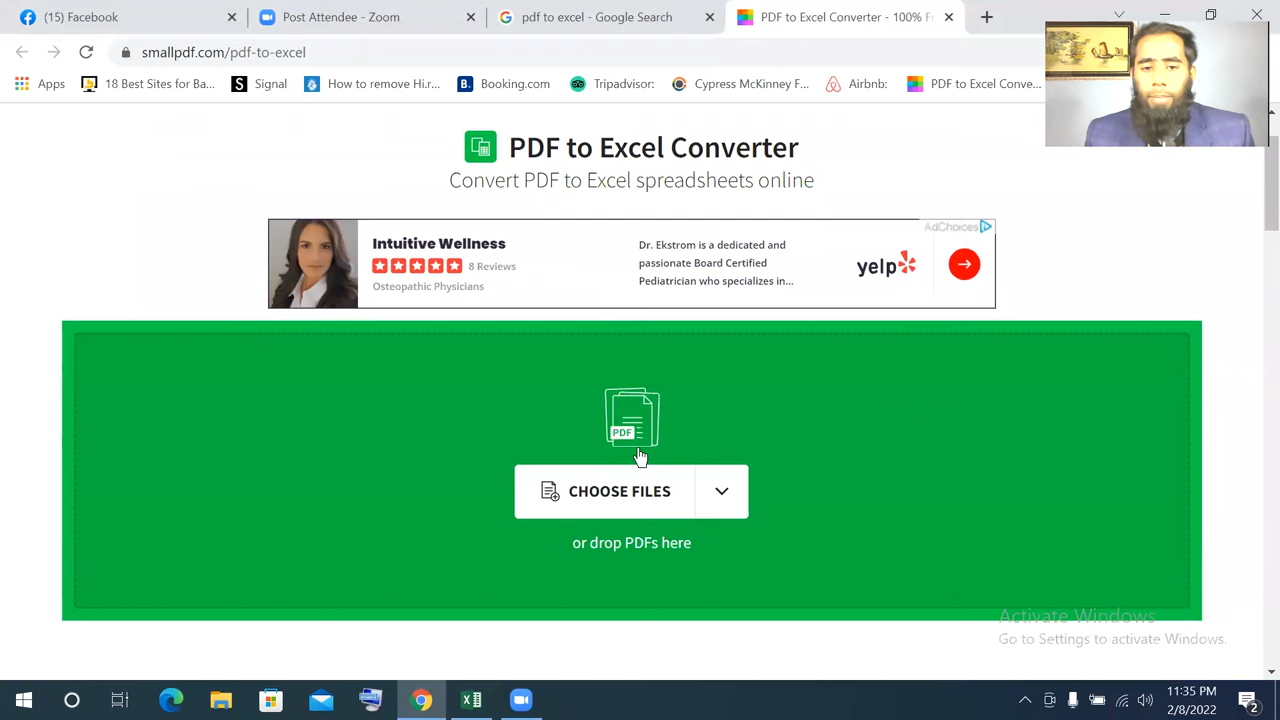 (15) Facebook
Post Attendee - Zoom
pdf to excel - Google Search
PDF to Excel Converter - 100% Fr
smallpdf.com/pdf-to-excel
Apps
18 Best Sites for Ba...
Signal
Booking.com
Tripadvisor
Cypress McKinney F...
Airbnb
PDF to Excel Conve...
PDF to Excel Converter
Convert PDF to Excel spreadsheets online
AdChoices
Intuitive Wellness
8 Reviews
Osteopathic Physicians
Dr. Ekstrom is a dedicated and
passionate Board Certified
Pediatrician who specializes in...
yelp
PDF
CHOOSE FILES
or drop PDFs here
Activate Windows
Go to Settings to activate Windows.
11:35 PM
2/8/2022
2